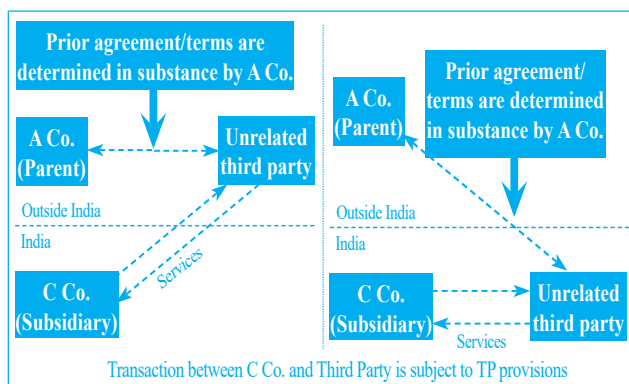 Prior agreement/terms are
determined in substance by A Co.
A Co.
(Parent)
Unrelated
third party
Outside India
India
Services
C Co.
(Subsidiary)
Prior agreement/
terms are determined
in substance by A Co.
A Co.
(Parent)
Outside India
India
C Co.
(Subsidiary)
Unrelated
third party
Services
Transaction between C Co. and Third Party is subject to TP provisions